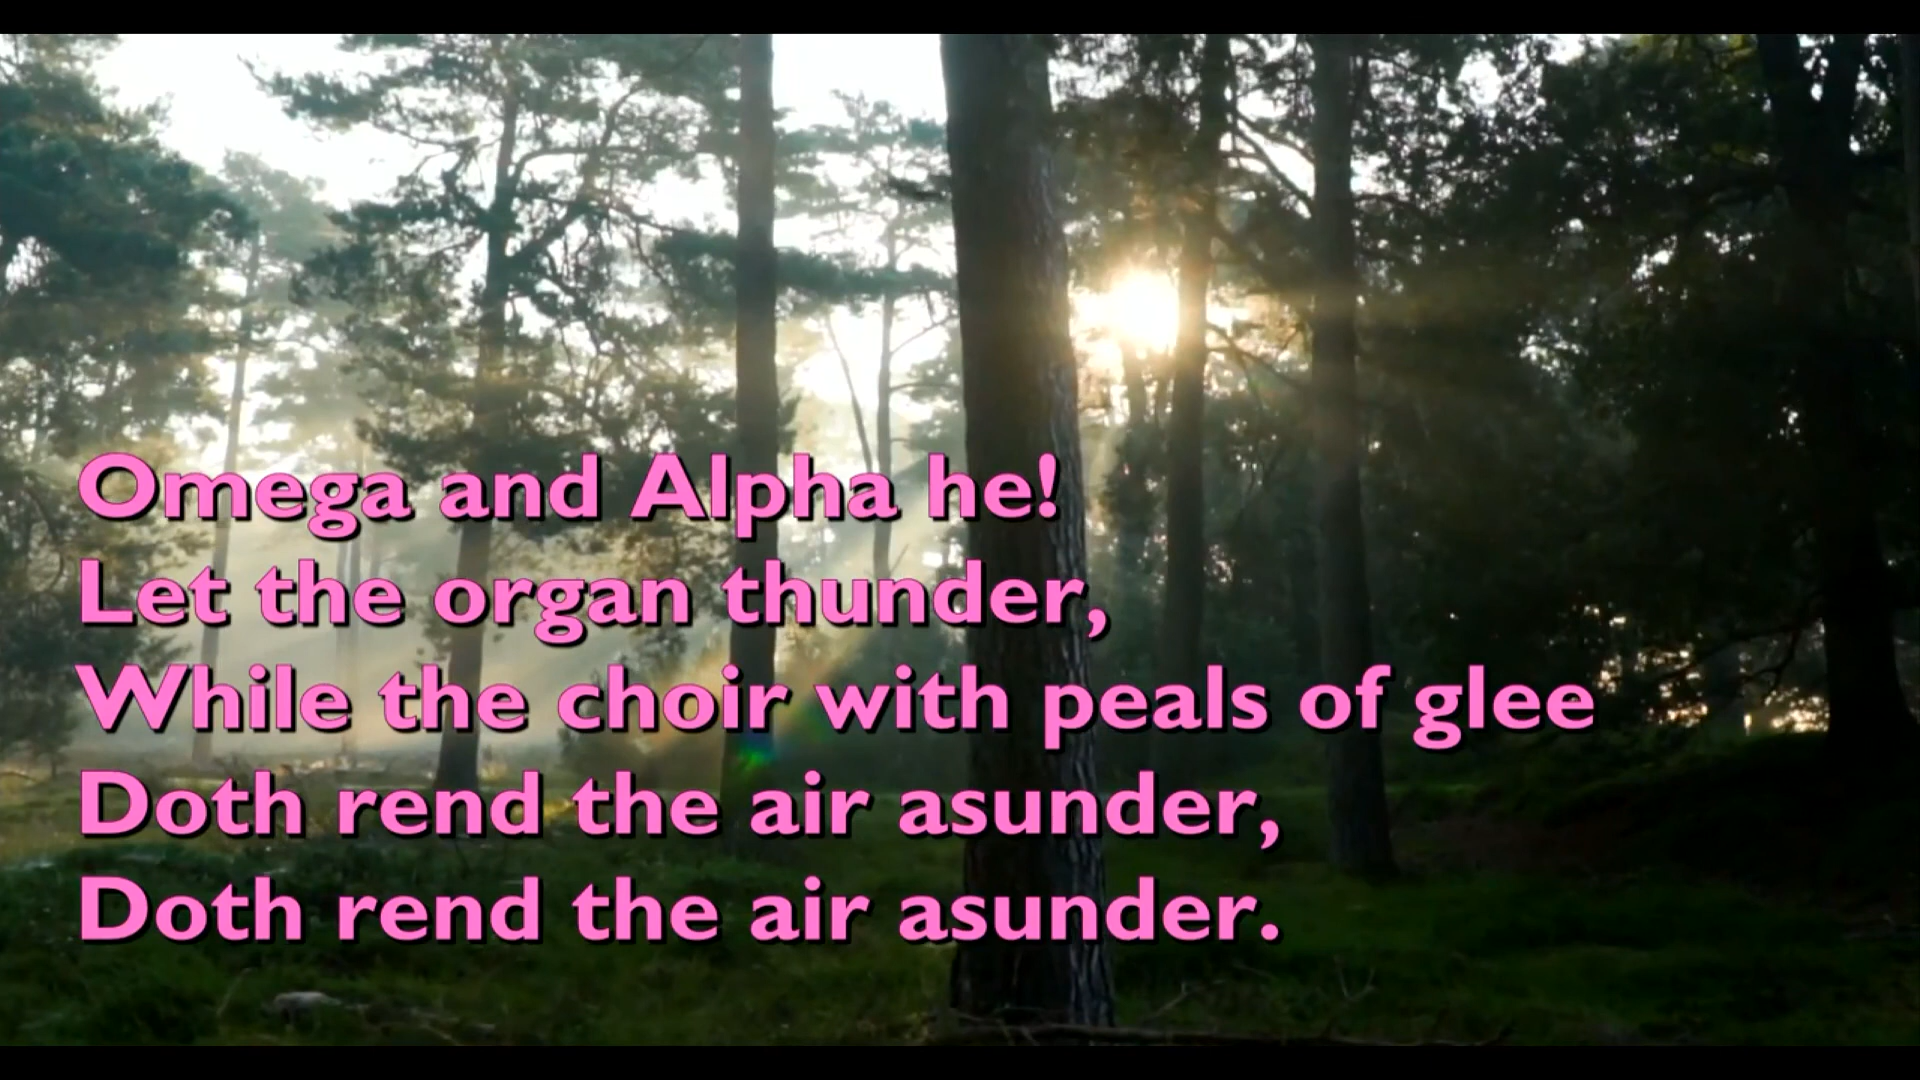 Omega and Alpha he!
Let the organ thunder,
While the choir with peals of glee
Doth rend the air asunder,
Doth rend the air asunder.